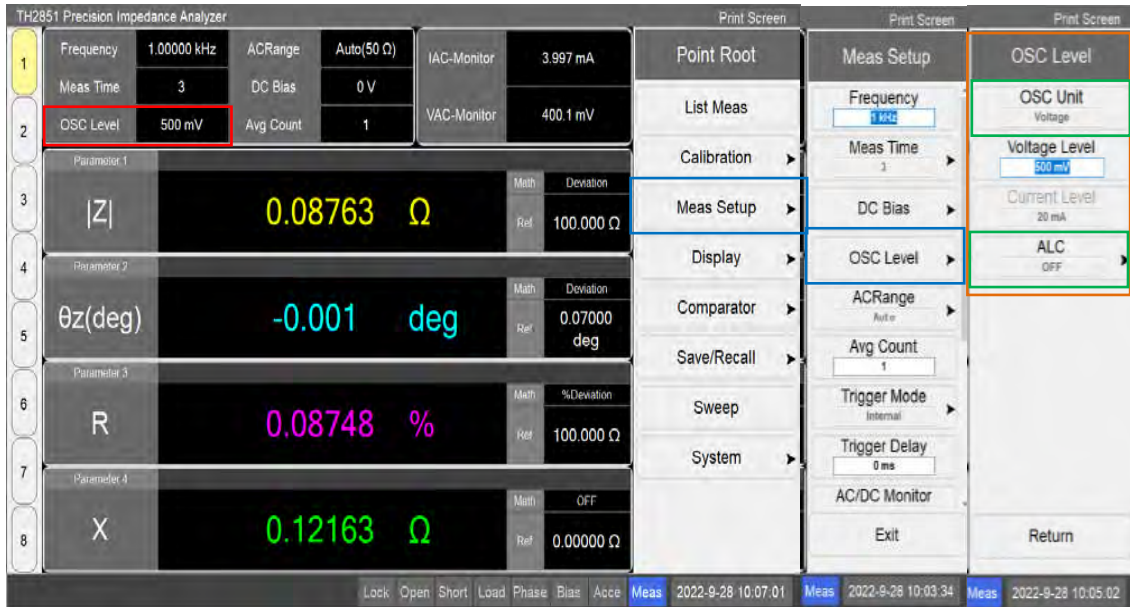 TH2851 Precision Impedance Analyzer
Print Screen
Print Screen
Print Screen
1
2
3
4
5
6
7
8
Frequency 1.00000 kHz ACRange Auto(50 Ω)
Meas Time 3 DC Bias 0 V
OSC Level 500 mV Avg Count 1
IAC-Monitor 3.997 mA
VAC-Monitor 400.1 mV
Parameter 1
|Z| 0.08763 Ω
Math Deviation
Ref 100.000 Ω
Parameter 2
θz(deg) -0.001 deg
Math Deviation
Ref 0.07000
deg
Parameter 3
R 0.08748 %
Math %Deviation
Ref 100.000 Ω
Parameter 4
X 0.12163 Ω
Math OFF
Ref 0.00000 Ω
Point Root
List Meas
Calibration
Meas Setup
Display
Comparator
Save/Recall
Sweep
System
Meas Setup
Frequency
1 kHz
Meas Time
3
DC Bias
OSC Level
ACRange
Auto
Avg Count
1
Trigger Mode
Internal
Trigger Delay
0 ms
AC/DC Monitor
Exit
OSC Level
OSC Unit
Voltage
Voltage Level
500 mV
Current Level
20 mA
ALC
OFF
Return
Lock Open Short Load Phase Bias Acce Meas 2022-9-28 10:07:01
Meas 2022-9-28 10:03:34
Meas 2022-9-28 10:05:02